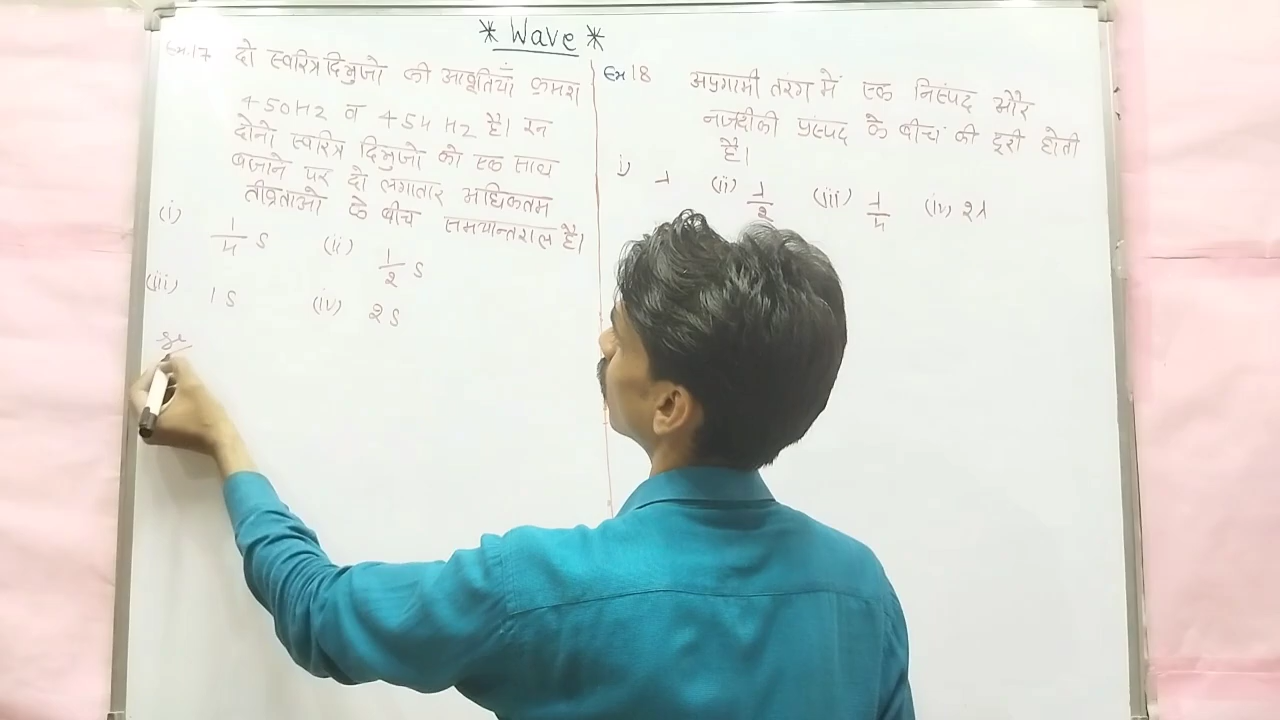 * Wave *
Ex.17 दो स्वरित्र द्विभुजो की आवृतियाँ क्रमश
450Hz व 454 Hz है। इन
दोनो स्वरित्र द्विभुजो को एक साथ
बजाने पर दो लगातार अधिकतम
तीव्रताओ के बीच समयान्तराल है।
(i) 1/4 s (ii) 1/2 s
(iii) 1 s (iv) 2 s
Ex 18 अप्रगामी तरंग में एक निस्पंद और
नजदीकी प्रस्पंद के बीच की दूरी होती
है।
i) λ (ii) λ/2 (iii) λ/4 (iv) 2λ